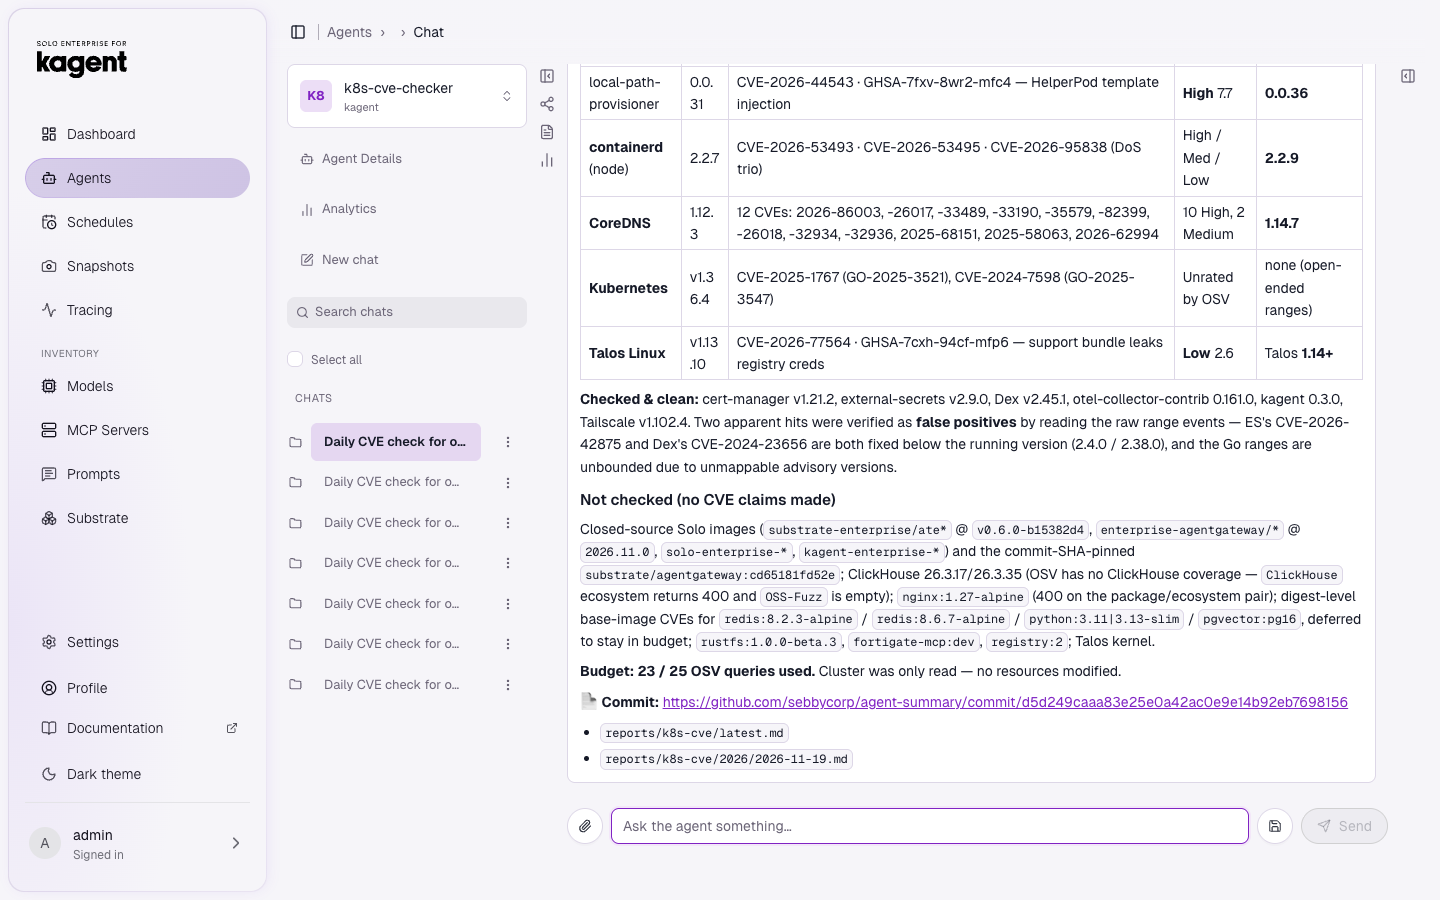 SOLO ENTERPRISE FOR
kagent
Dashboard
Agents
Schedules
Snapshots
Tracing
INVENTORY
Models
MCP Servers
Prompts
Substrate
Settings
Profile
Documentation
Dark theme
A
admin
Signed in
Agents › › Chat
K8
k8s-cve-checker
kagent
Agent Details
Analytics
New chat
Search chats
Select all
CHATS
Daily CVE check for o...
Daily CVE check for o...
Daily CVE check for o...
Daily CVE check for o...
Daily CVE check for o...
Daily CVE check for o...
Daily CVE check for o...
local-path-
provisioner
0.0.
31
CVE-2026-44543 · GHSA-7fxv-8wr2-mfc4 — HelperPod template
injection
High 7.7
0.0.36
containerd
(node)
2.2.7
CVE-2026-53493 · CVE-2026-53495 · CVE-2026-95838 (DoS
trio)
High /
Med /
Low
2.2.9
CoreDNS
1.12.
3
12 CVEs: 2026-86003, -26017, -33489, -33190, -35579, -82399,
-26018, -32934, -32936, 2025-68151, 2025-58063, 2026-62994
10 High, 2
Medium
1.14.7
Kubernetes
v1.3
6.4
CVE-2025-1767 (GO-2025-3521), CVE-2024-7598 (GO-2025-
3547)
Unrated
by OSV
none (open-
ended
ranges)
Talos Linux
v1.13
.10
CVE-2026-77564 · GHSA-7cxh-94cf-mfp6 — support bundle leaks
registry creds
Low 2.6
Talos 1.14+
Checked & clean: cert-manager v1.21.2, external-secrets v2.9.0, Dex v2.45.1, otel-collector-contrib 0.161.0, kagent 0.3.0,
Tailscale v1.102.4. Two apparent hits were verified as false positives by reading the raw range events — ES's CVE-2026-
42875 and Dex's CVE-2024-23656 are both fixed below the running version (2.4.0 / 2.38.0), and the Go ranges are
unbounded due to unmappable advisory versions.
Not checked (no CVE claims made)
Closed-source Solo images (substrate-enterprise/ate* @ v0.6.0-b15382d4, enterprise-agentgateway/* @
2026.11.0, solo-enterprise-*, kagent-enterprise-*) and the commit-SHA-pinned
substrate/agentgateway:cd65181fd52e; ClickHouse 26.3.17/26.3.35 (OSV has no ClickHouse coverage — ClickHouse
ecosystem returns 400 and OSS-Fuzz is empty); nginx:1.27-alpine (400 on the package/ecosystem pair); digest-level
base-image CVEs for redis:8.2.3-alpine / redis:8.6.7-alpine / python:3.11|3.13-slim / pgvector:pg16, deferred
to stay in budget; rustfs:1.0.0-beta.3, fortigate-mcp:dev, registry:2; Talos kernel.
Budget: 23 / 25 OSV queries used. Cluster was only read — no resources modified.
Commit: https://github.com/sebbycorp/agent-summary/commit/d5d249caaa83e25e0a42ac0e9e14b92eb7698156
• reports/k8s-cve/latest.md
• reports/k8s-cve/2026/2026-11-19.md
Ask the agent something...
Send